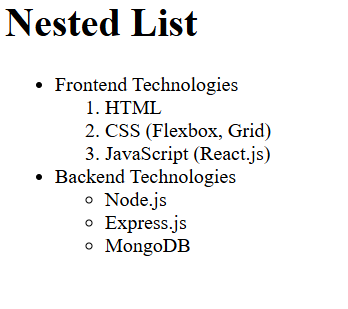 Nested List
• Frontend Technologies
1. HTML
2. CSS (Flexbox, Grid)
3. JavaScript (React.js)
• Backend Technologies
○ Node.js
○ Express.js
○ MongoDB